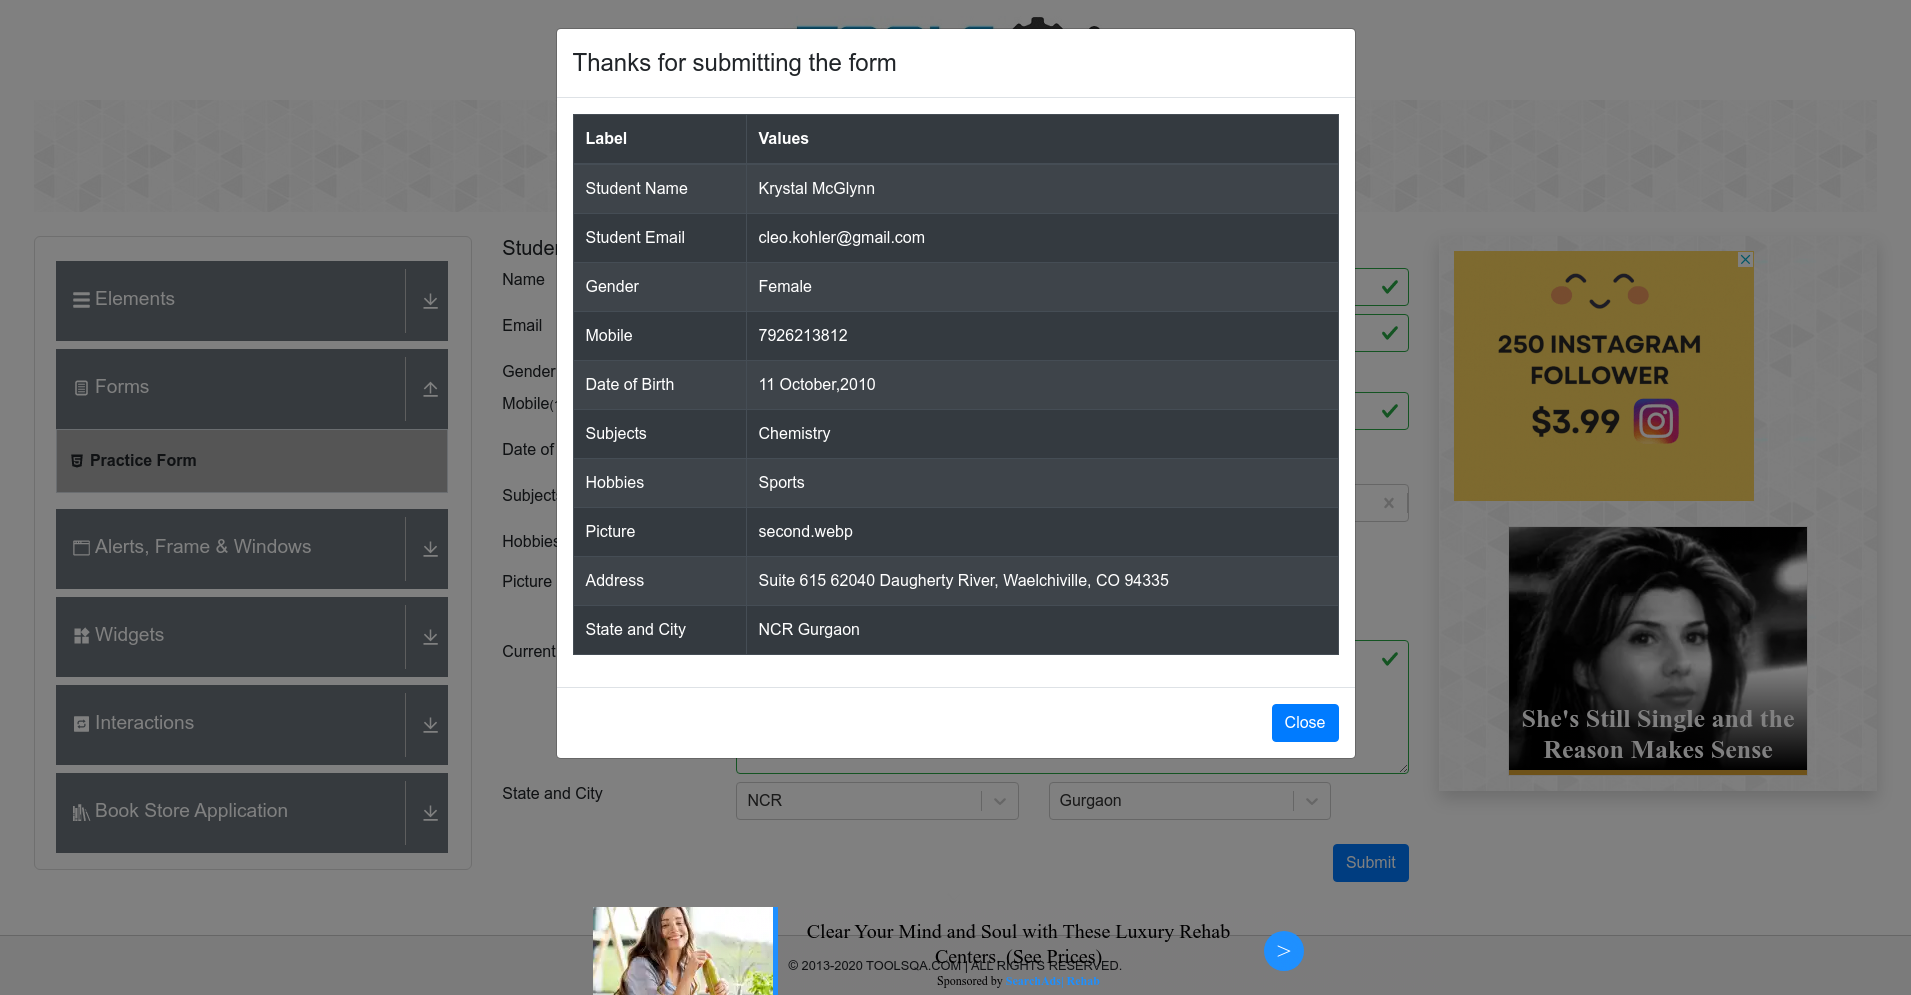 Thanks for submitting the form
Label Values
Student Name Krystal McGlynn
Student Email cleo.kohler@gmail.com
Gender Female
Mobile 7926213812
Date of Birth 11 October,2010
Subjects Chemistry
Hobbies Sports
Picture second.webp
Address Suite 615 62040 Daugherty River, Waelchiville, CO 94335
State and City NCR Gurgaon
Close
Elements
Forms
Practice Form
Alerts, Frame & Windows
Widgets
Interactions
Book Store Application
Name
Email
Gender
Mobile
Date of
Hobbies
Picture
Current
State and City NCR Gurgaon
Submit
250 INSTAGRAM
FOLLOWER
$3.99
She's Still Single and the
Reason Makes Sense
Clear Your Mind and Soul with These Luxury Rehab
Centers. (See Prices)
© 2013-2020 TOOLSQA.COM | ALL RIGHTS RESERVED.
Sponsored by